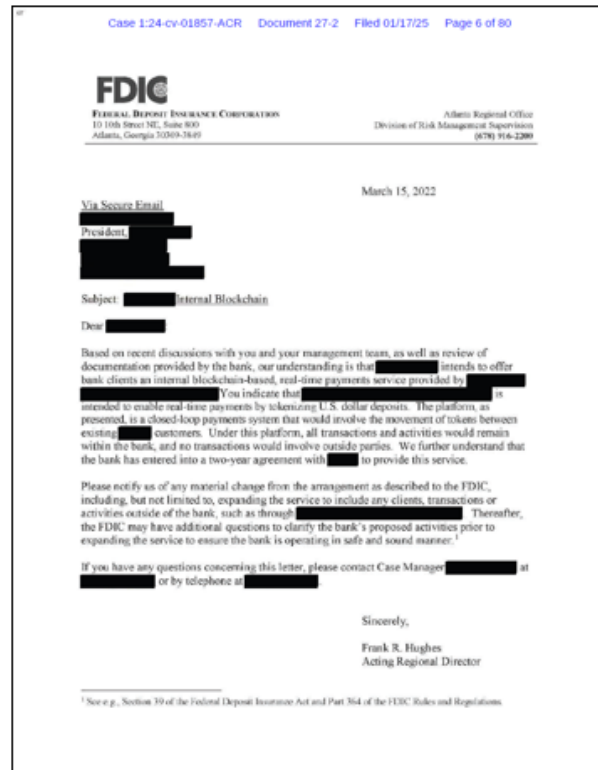 Case 1:24-cv-01857-ACR Document 27-2 Filed 01/17/25 Page 6 of 80
FDIC
FEDERAL DEPOSIT INSURANCE CORPORATION
10 10th Street NE, Suite 800
Atlanta, Georgia 30309-3849
Atlanta Regional Office
Division of Risk Management Supervision
(678) 916-2200
March 15, 2022
Via Secure Email
President,
Subject: Internal Blockchain
Dear
Based on recent discussions with you and your management team, as well as review of
documentation provided by the bank, our understanding is that intends to offer
bank clients an internal blockchain-based, real-time payments service provided by
You indicate that is
intended to enable real-time payments by tokenizing U.S. dollar deposits. The platform, as
presented, is a closed-loop payments system that would involve the movement of tokens between
existing customers. Under this platform, all transactions and activities would remain
within the bank, and no transactions would involve outside parties. We further understand that
the bank has entered into a two-year agreement with to provide this service.
Please notify us of any material change from the arrangement as described to the FDIC,
including, but not limited to, expanding the service to include any clients, transactions or
activities outside of the bank, such as through Thereafter,
the FDIC may have additional questions to clarify the bank's proposed activities prior to
expanding the service to ensure the bank is operating in safe and sound manner.¹
If you have any questions concerning this letter, please contact Case Manager at
or by telephone at .
Sincerely,
Frank R. Hughes
Acting Regional Director
¹ See e.g., Section 39 of the Federal Deposit Insurance Act and Part 364 of the FDIC Rules and Regulations.